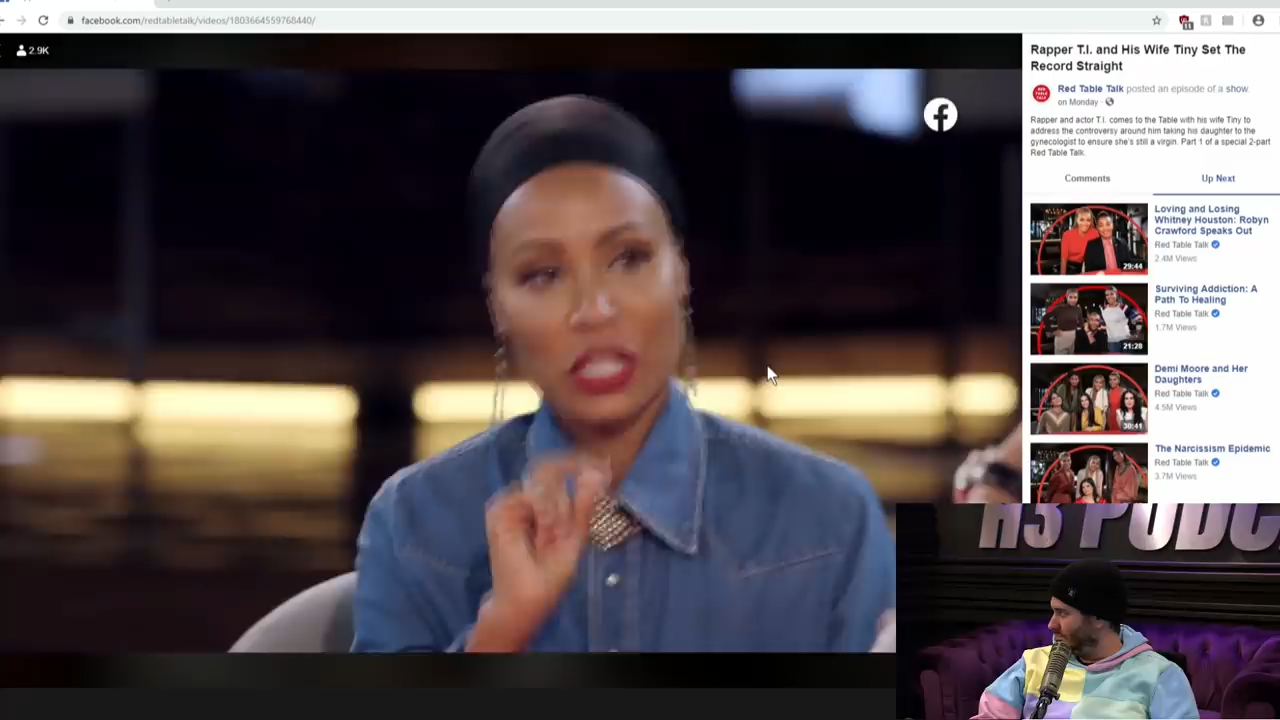 facebook.com/redtabletalk/videos/1803664559768440/
2.9K
Rapper T.I. and His Wife Tiny Set The
Record Straight
Red Table Talk posted an episode of a show.
on Monday ·
Rapper and actor T.I. comes to the Table with his wife Tiny to
address the controversy around him taking his daughter to the
gynecologist to ensure she's still a virgin. Part 1 of a special 2-part
Red Table Talk.
Comments
Up Next
Loving and Losing
Whitney Houston: Robyn
Crawford Speaks Out
Red Table Talk
2.4M Views
29:44
Surviving Addiction: A
Path To Healing
Red Table Talk
1.7M Views
21:28
Demi Moore and Her
Daughters
Red Table Talk
4.5M Views
30:41
The Narcissism Epidemic
Red Table Talk
3.7M Views
H3 PODC